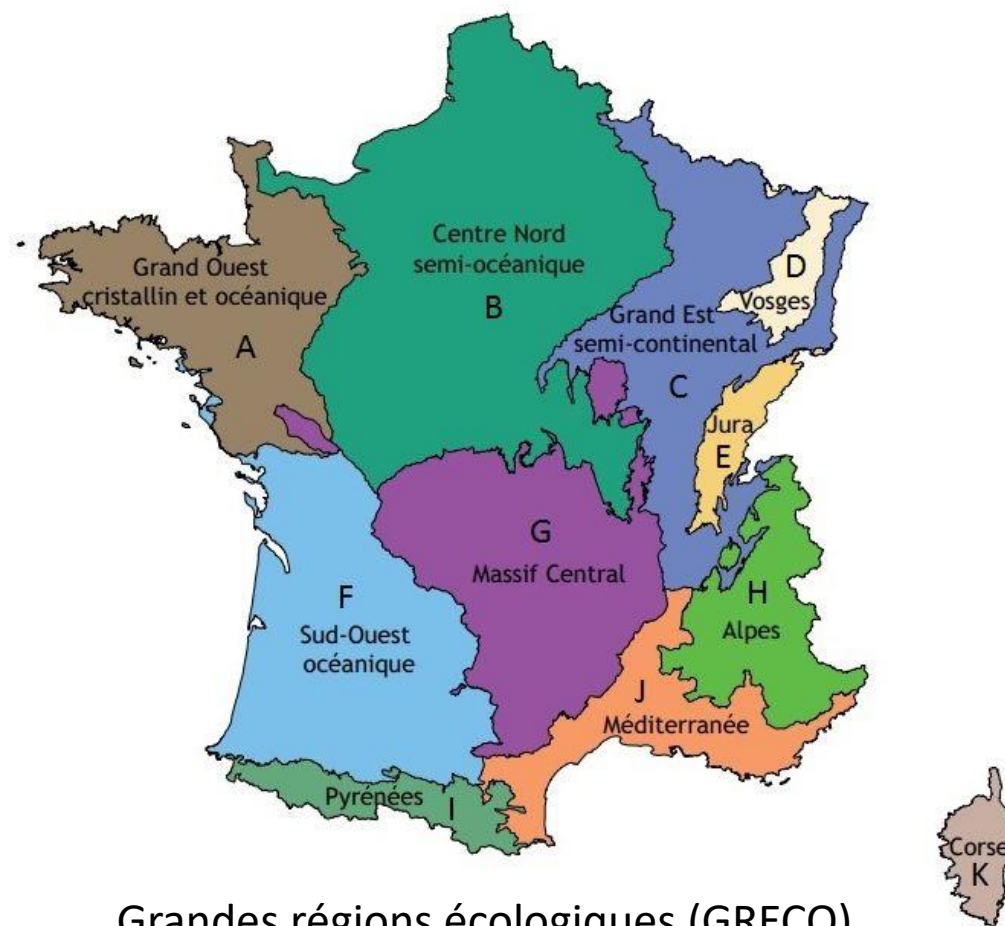 Grand Ouest
cristallin et océanique
A
Centre Nord
semi-océanique
B
Grand Est
semi-continental
C
D
Vosges
Jura
E
F
Sud-Ouest
océanique
G
Massif Central
H
Alpes
J
Méditerranée
Pyrénées I
Corse
K
Grandes régions écologiques (GRECO)